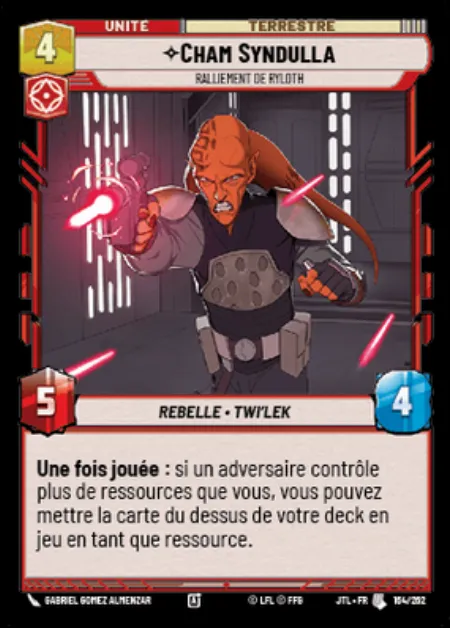 4
UNITÉ
TERRESTRE
CHAM SYNDULLA
RALLIEMENT DE RYLOTH
5
REBELLE • TWI'LEK
4
Une fois jouée : si un adversaire contrôle
plus de ressources que vous, vous pouvez
mettre la carte du dessus de votre deck en
jeu en tant que ressource.
GABRIEL GOMEZ ALMENZAR
© LFL © FFG
JTL • FR
164/262